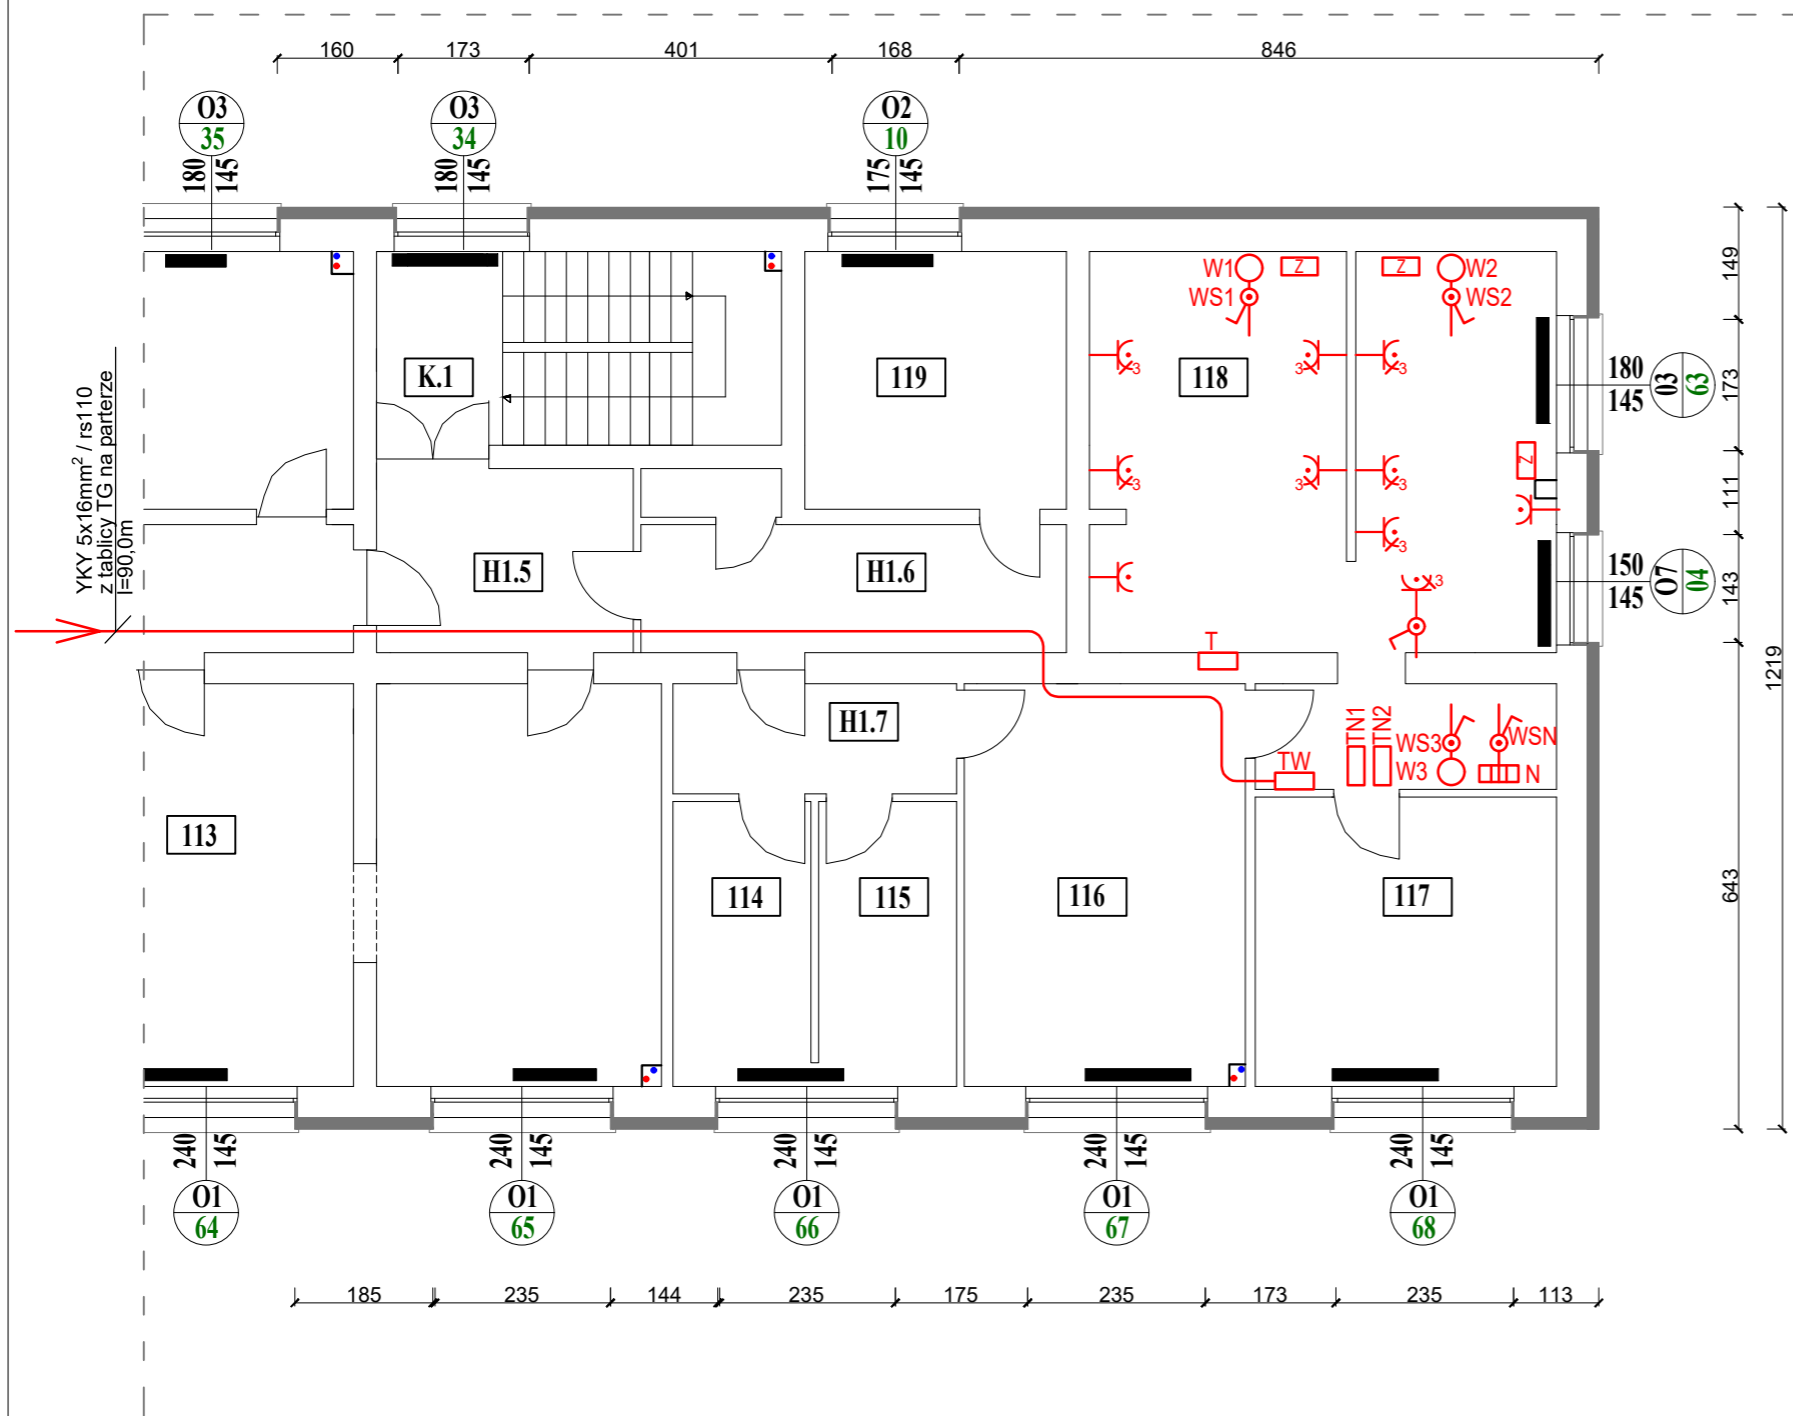 160 173 401 168 846
O3 O3 O2
35 34 10
180 145 180 145 175 145
W1 Z Z W2
WS1 WS2
149
K.1 119 118
3 3 3
180
145
O3
63
173
YKY 5x16mm² / rs110
z tablicy TG na parterze
l=90,0m
3 3 3
Z
111
3
H1.5 H1.6
3
150
145
O7
04
143
T
1219
H1.7
TN1 TN2 WS3 WSN
TW W3 N
113
114 115 116 117
643
240 145 240 145 240 145 240 145 240 145
O1 O1 O1 O1 O1
64 65 66 67 68
185 235 144 235 175 235 173 235 113